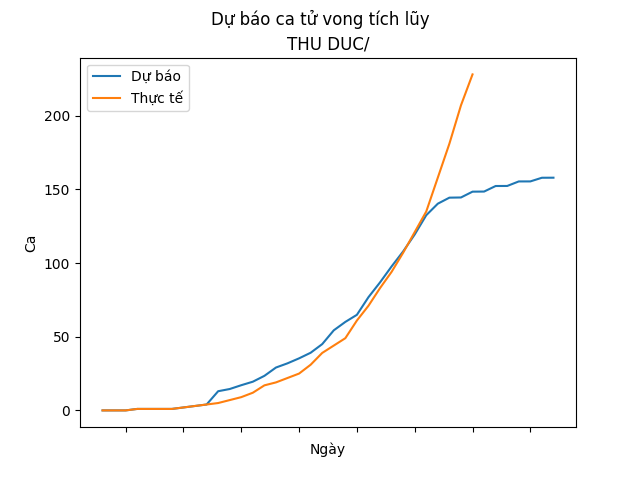 Dự báo ca tử vong tích lũy
THU DUC/
Dự báo
Thực tế
200
150
100
50
0
Ca
Ngày